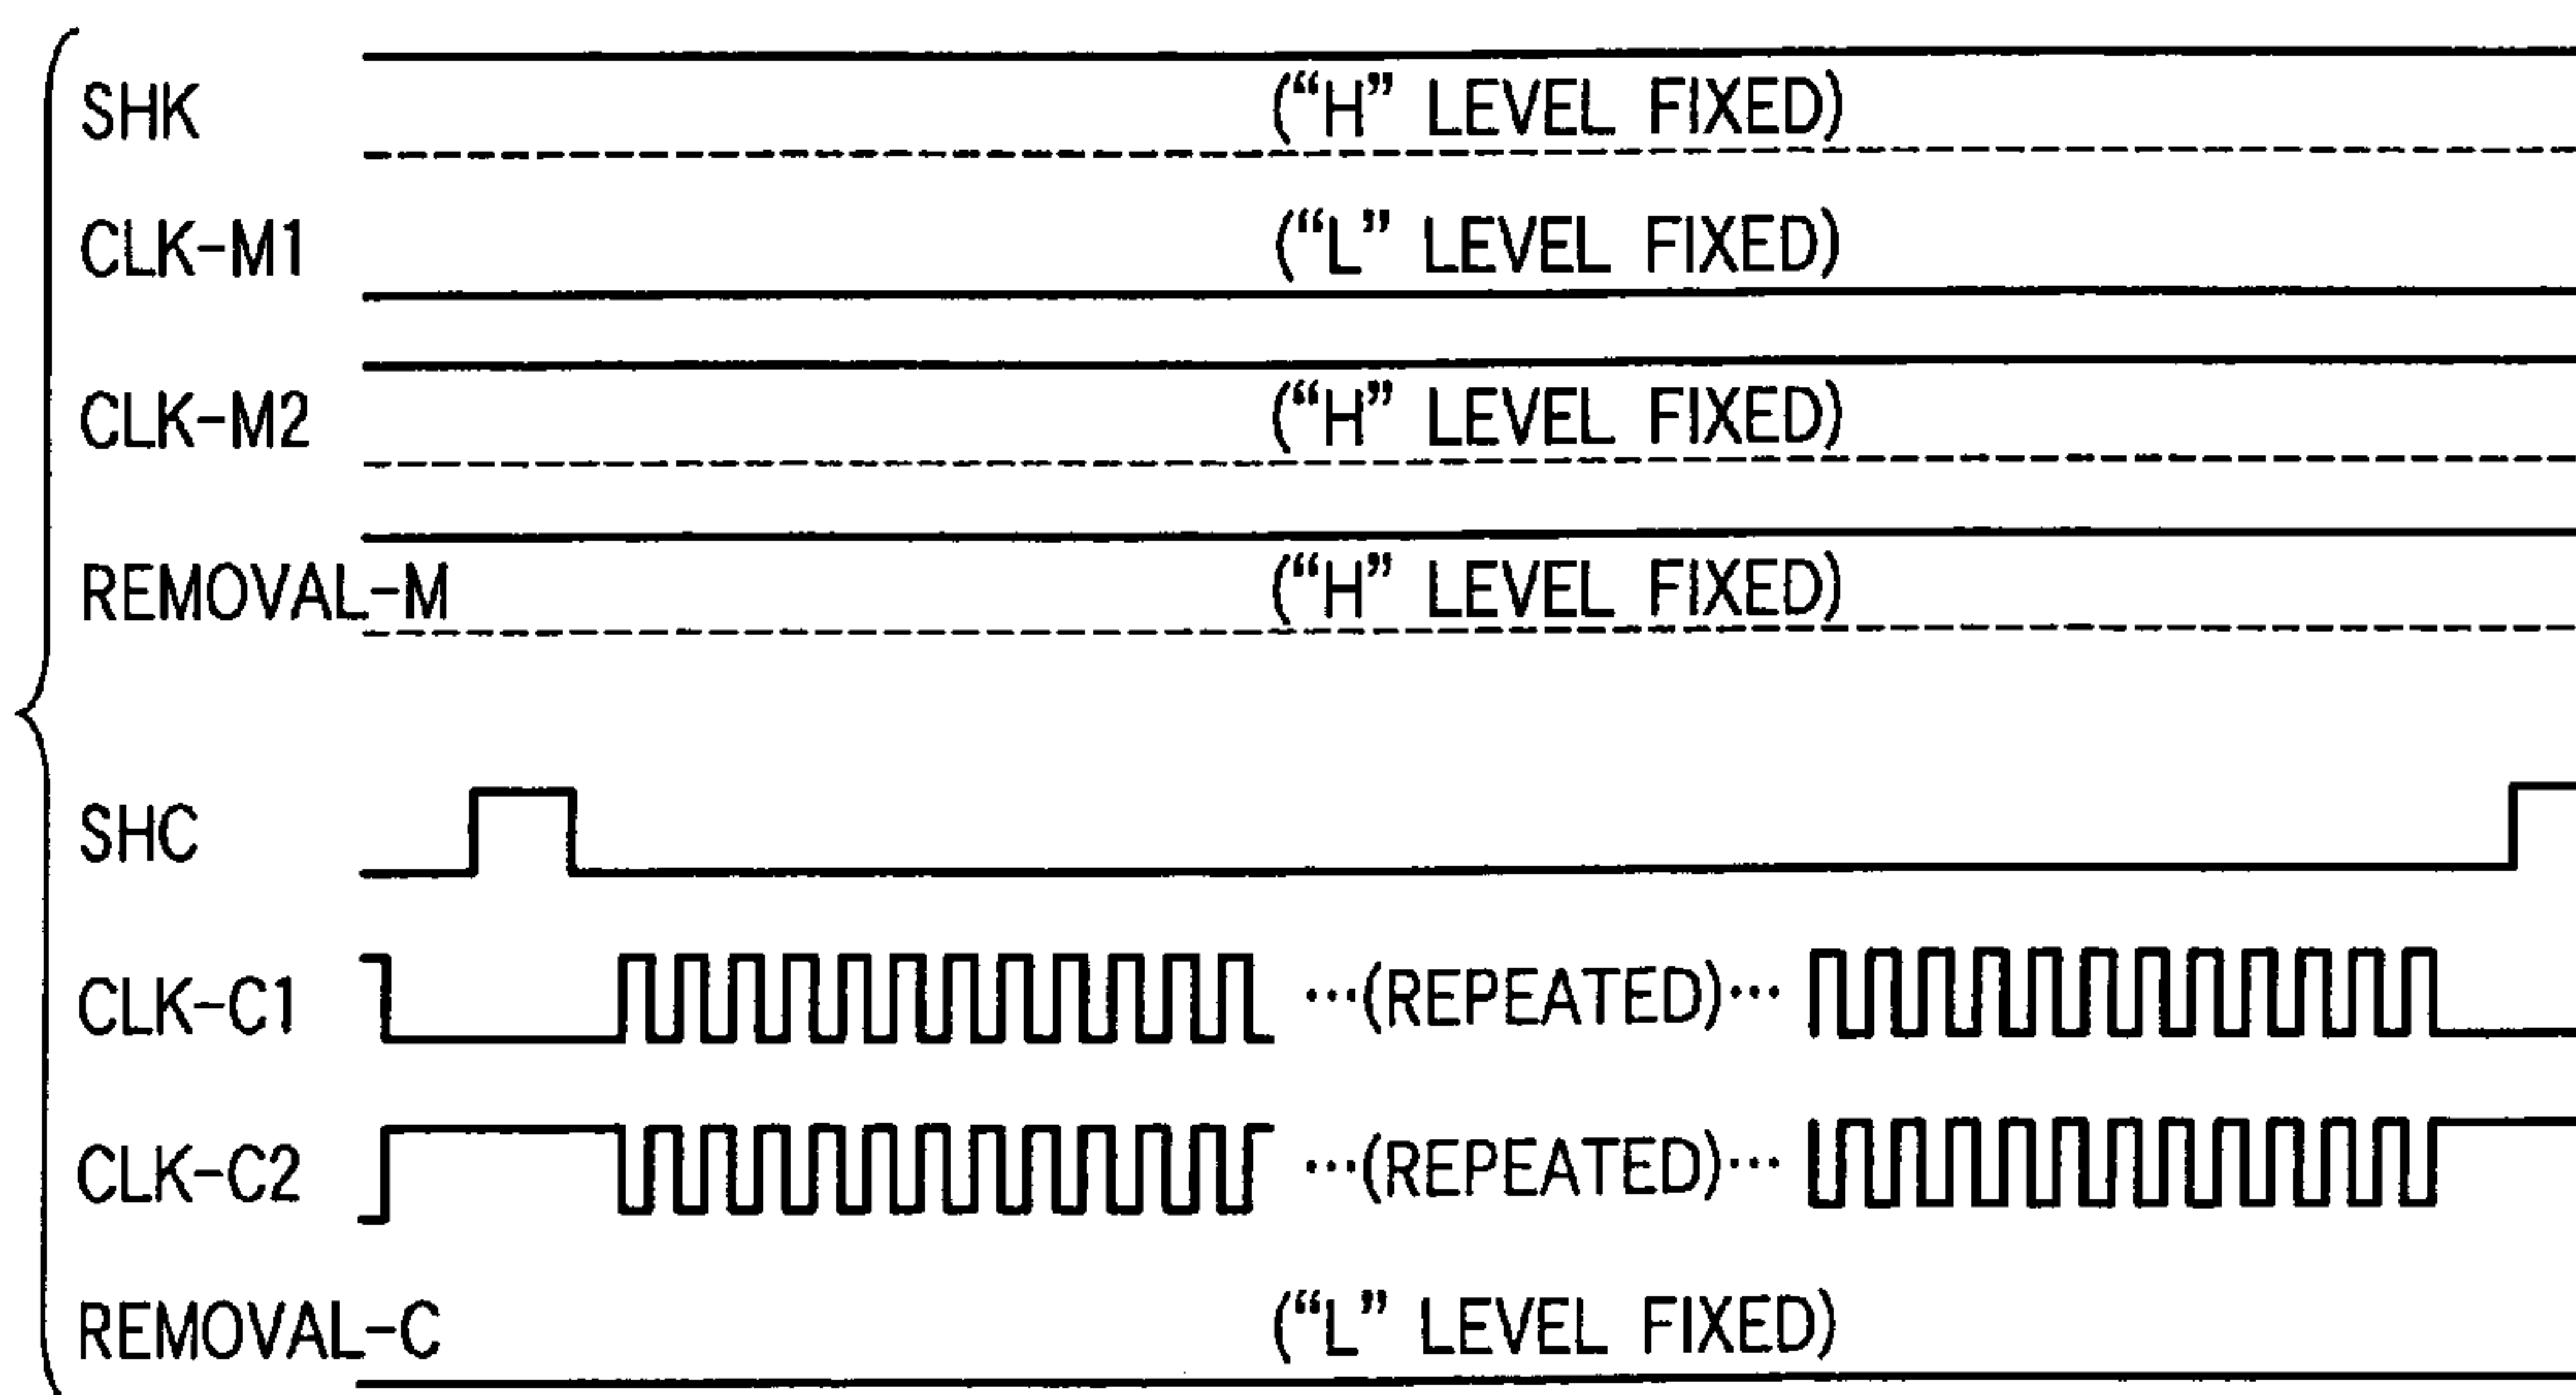 SHK (“H” LEVEL FIXED)
CLK-M1 (“L” LEVEL FIXED)
CLK-M2 (“H” LEVEL FIXED)
REMOVAL-M (“H” LEVEL FIXED)
SHC
CLK-C1 ···(REPEATED)···
CLK-C2 ···(REPEATED)···
REMOVAL-C (“L” LEVEL FIXED)